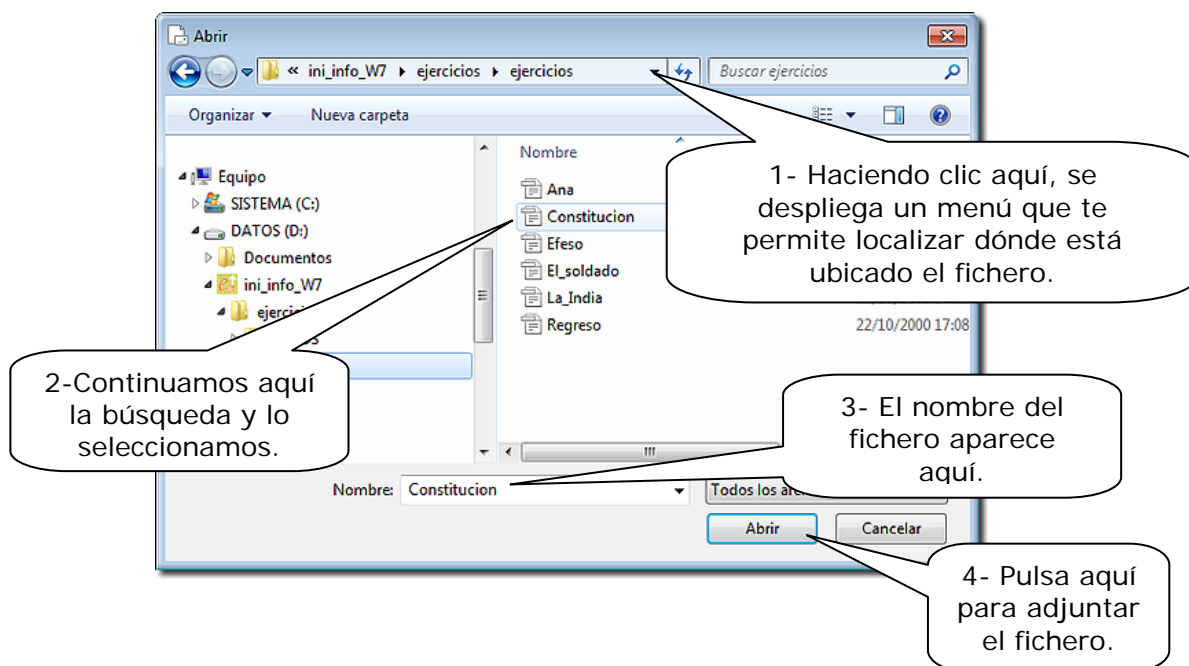 Abrir
« ini_info_W7 ejercicios ejercicios
Buscar ejercicios
Organizar Nueva carpeta
Nombre
Equipo
SISTEMA (C:)
DATOS (D:)
Documentos
ini_info_W7
Ana
Constitucion
Efeso
El_soldado
La_India
Regreso 22/10/2000 17:08
1- Haciendo clic aquí, se
despliega un menú que te
permite localizar dónde está
ubicado el fichero.
2-Continuamos aquí
la búsqueda y lo
seleccionamos.
3- El nombre del
fichero aparece
aquí.
Nombre: Constitucion
Todos los
Abrir Cancelar
4- Pulsa aquí
para adjuntar
el fichero.